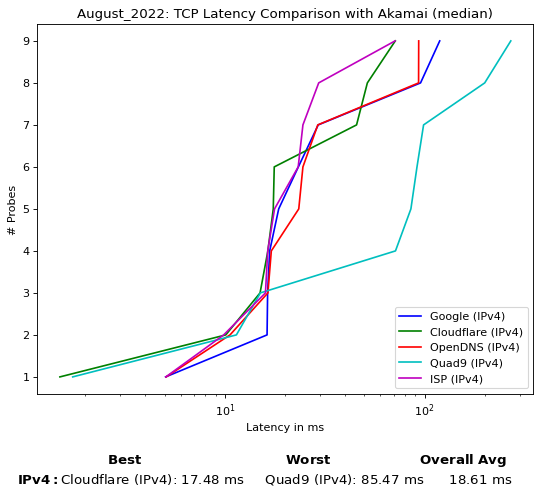 August_2022: TCP Latency Comparison with Akamai (median)
9
8
7
6
5
4
3
2
1
# Probes
Google (IPv4)
Cloudflare (IPv4)
OpenDNS (IPv4)
Quad9 (IPv4)
ISP (IPv4)
10¹ 10²
Latency in ms
Best Worst Overall Avg
IPv4: Cloudflare (IPv4): 17.48 ms Quad9 (IPv4): 85.47 ms 18.61 ms